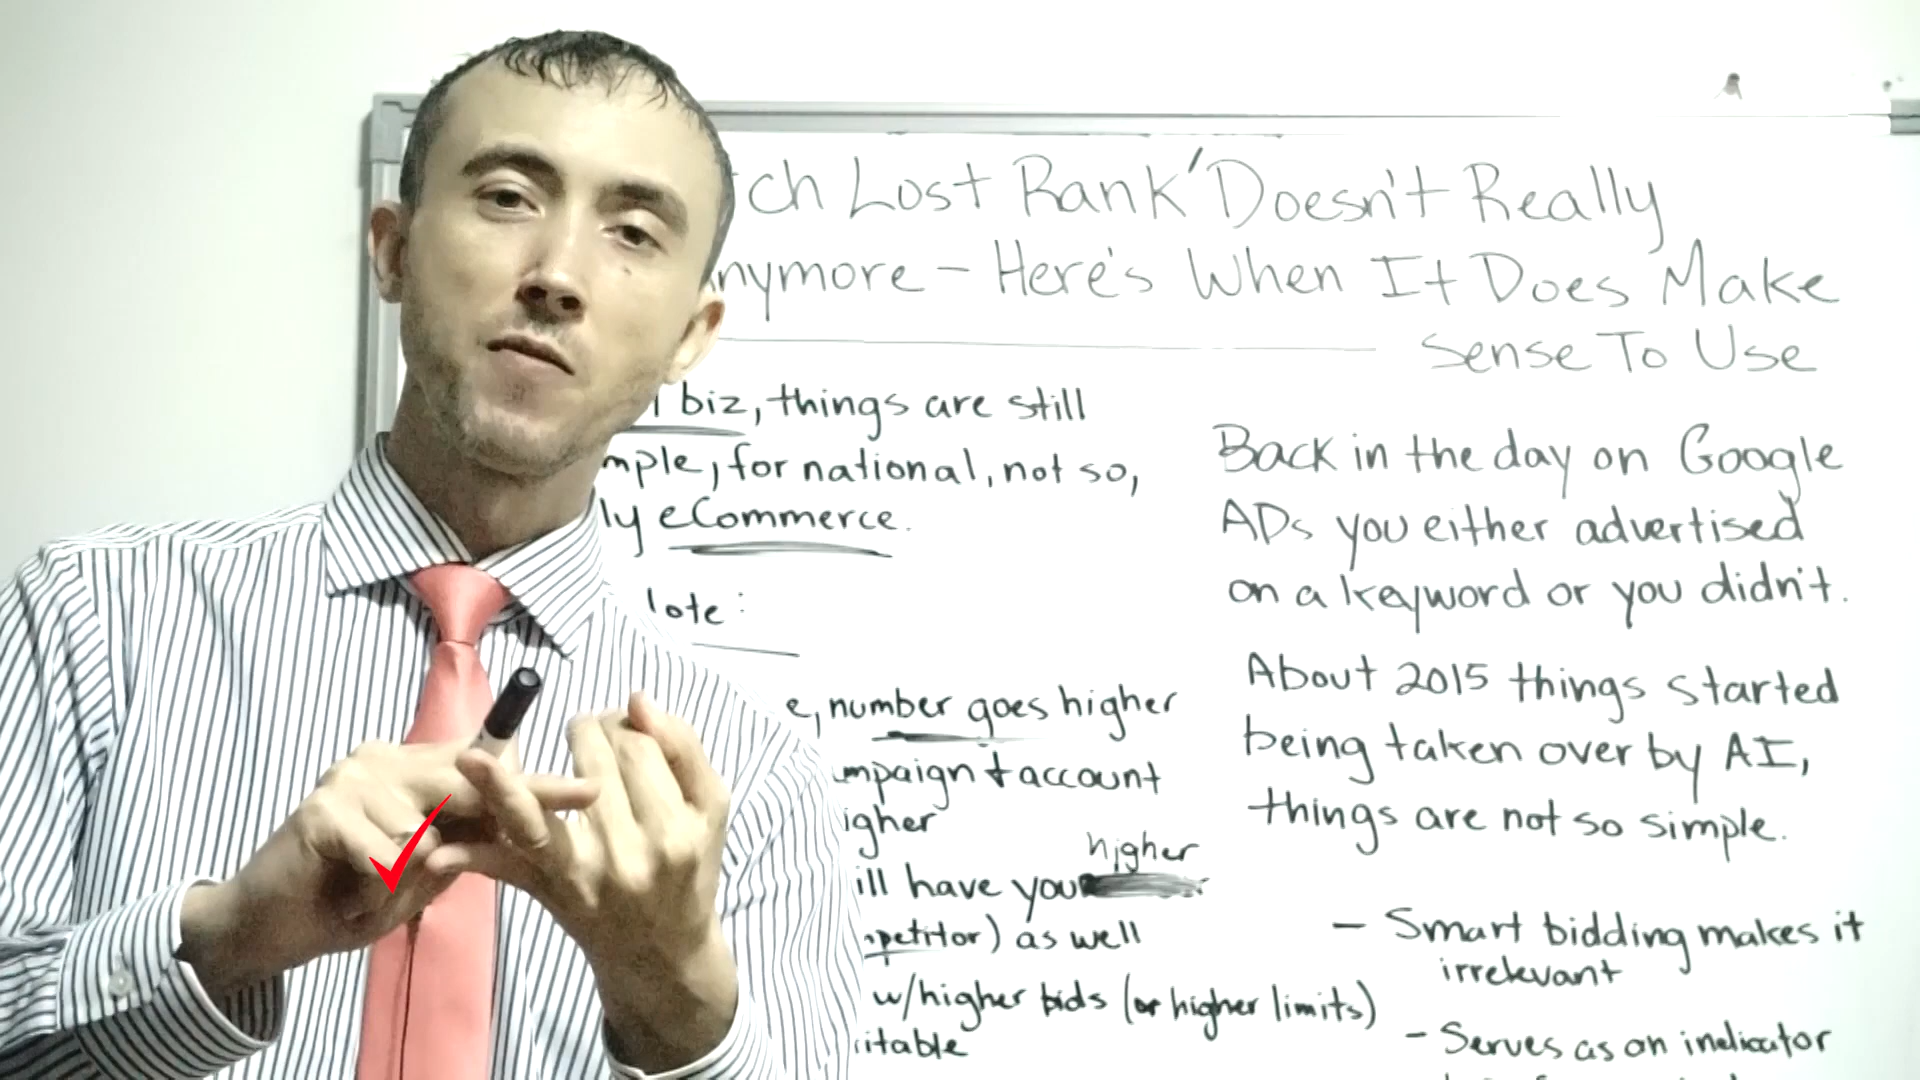 ch Lost Rank' Doesn't Really
nymore - Here's When It Does Make
Sense To Use
biz, things are still
mple, for national, not so,
ly eCommerce.
ote:
e, number goes higher
mpaign + account
igher
higher
ill have you
petitor) as well
w/higher bids (or higher limits)
itable
Back in the day on Google
ADs you either advertised
on a keyword or you didn't.
About 2015 things started
being taken over by AI,
things are not so simple.
- Smart bidding makes it
irrelevant
- Serves as an indicator